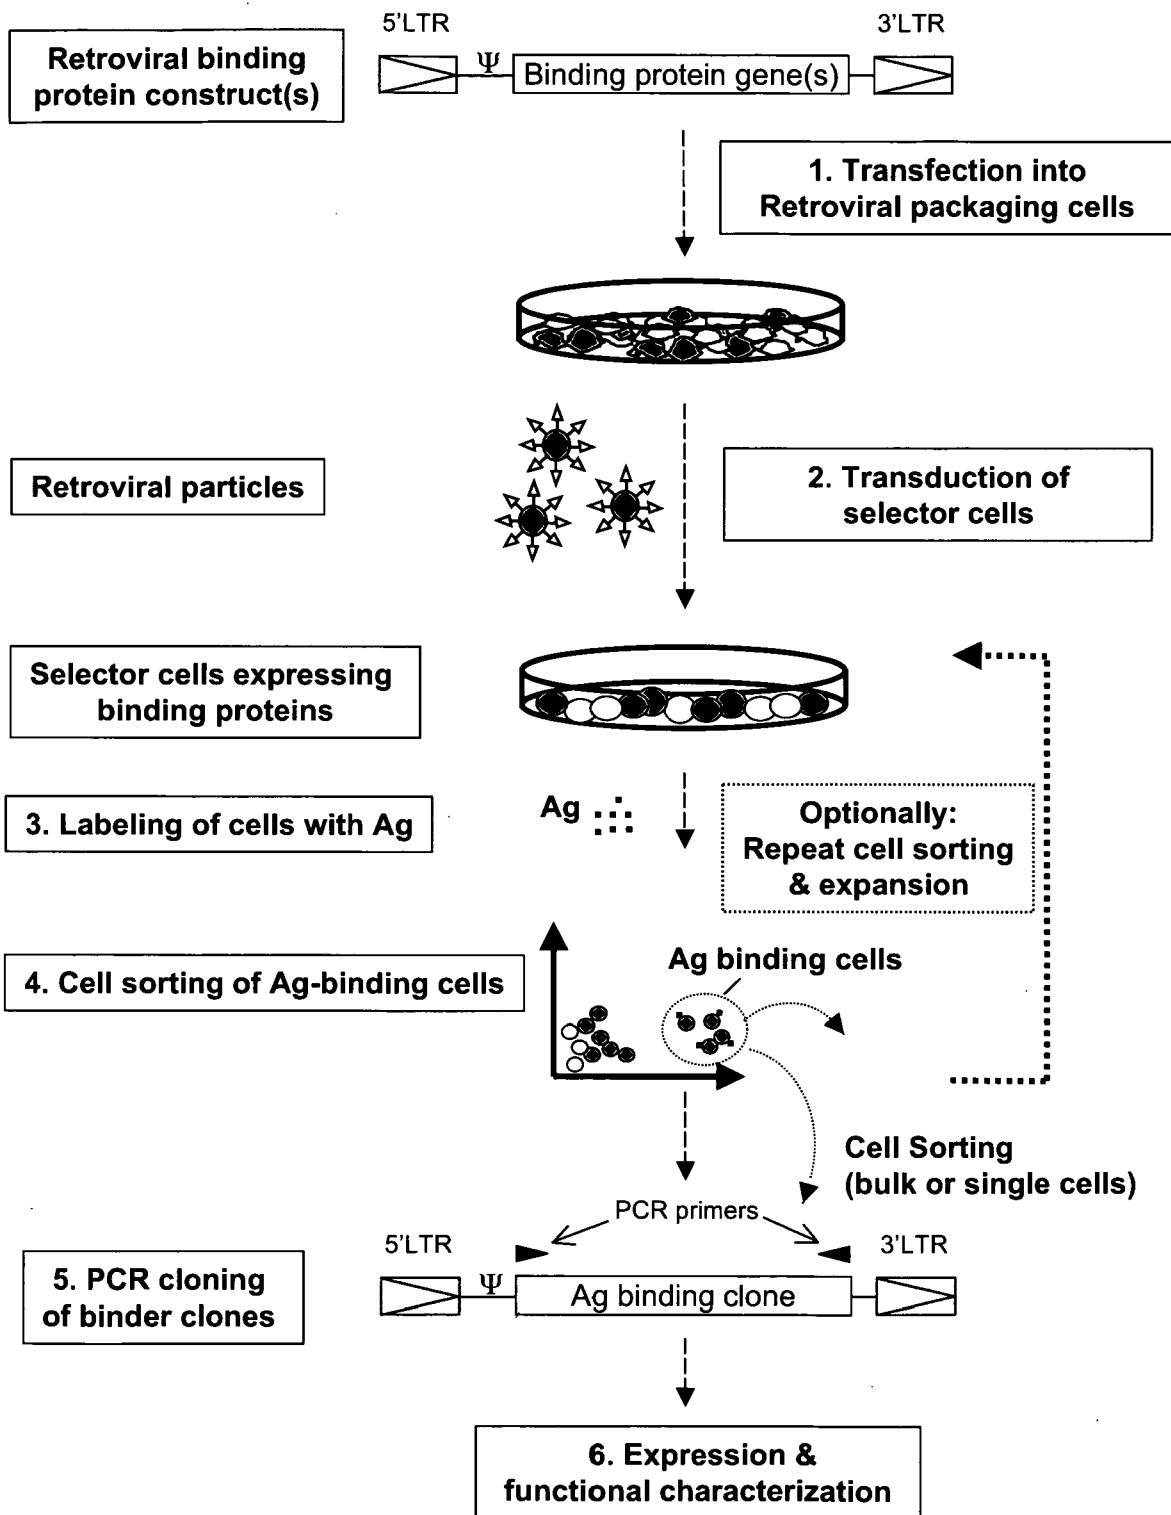 5'LTR
3'LTR
Retroviral binding
protein construct(s)
Ψ
Binding protein gene(s)
1. Transfection into
Retroviral packaging cells
Retroviral particles
2. Transduction of
selector cells
Selector cells expressing
binding proteins
3. Labeling of cells with Ag
Ag
Optionally:
Repeat cell sorting
& expansion
4. Cell sorting of Ag-binding cells
Ag binding cells
Cell Sorting
(bulk or single cells)
PCR primers
5'LTR
3'LTR
5. PCR cloning
of binder clones
Ψ
Ag binding clone
6. Expression &
functional characterization